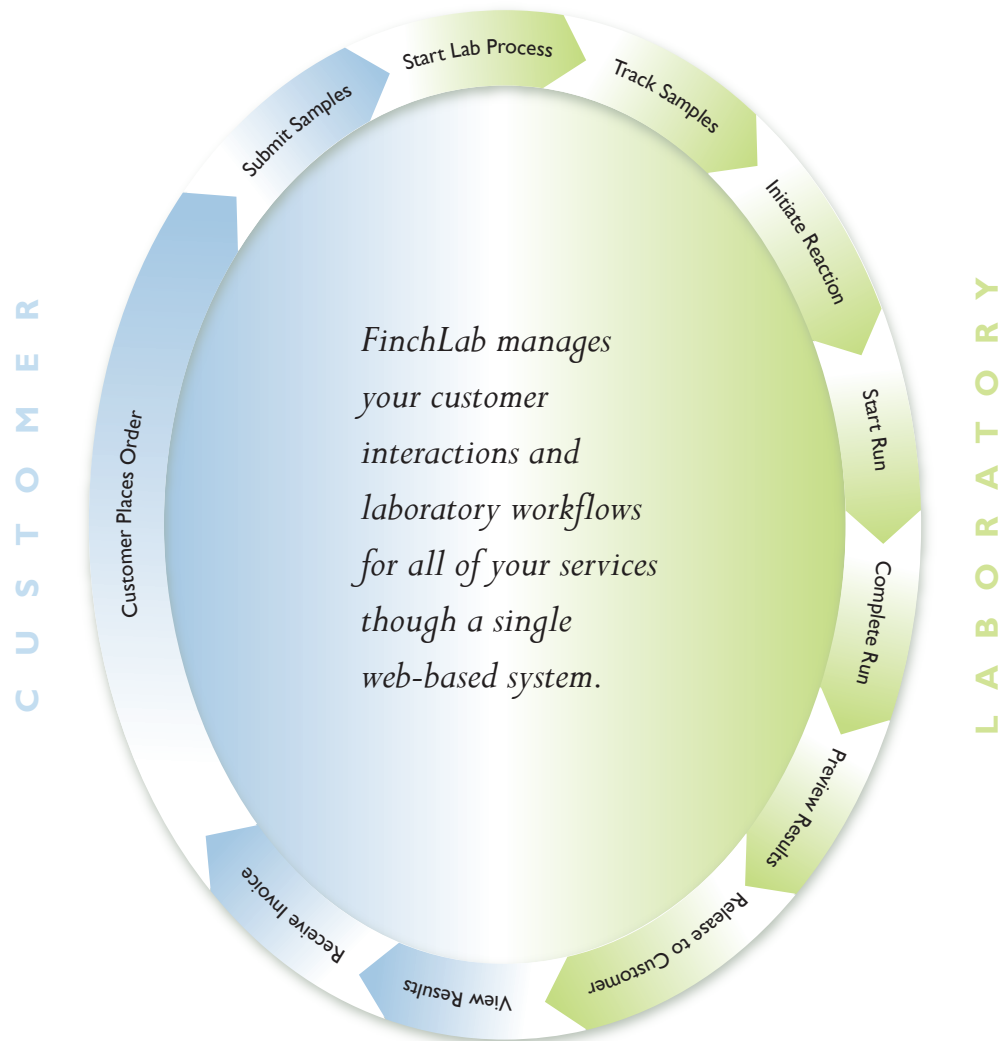 Start Lab Process
Track Samples
Initiate Reaction
Start Run
Complete Run
Preview Results
Release to Customer
View Results
Receive Invoice
Customer Places Order
Submit Samples
CUSTOMER
LABORATORY
FinchLab manages
your customer
interactions and
laboratory workflows
for all of your services
though a single
web-based system.